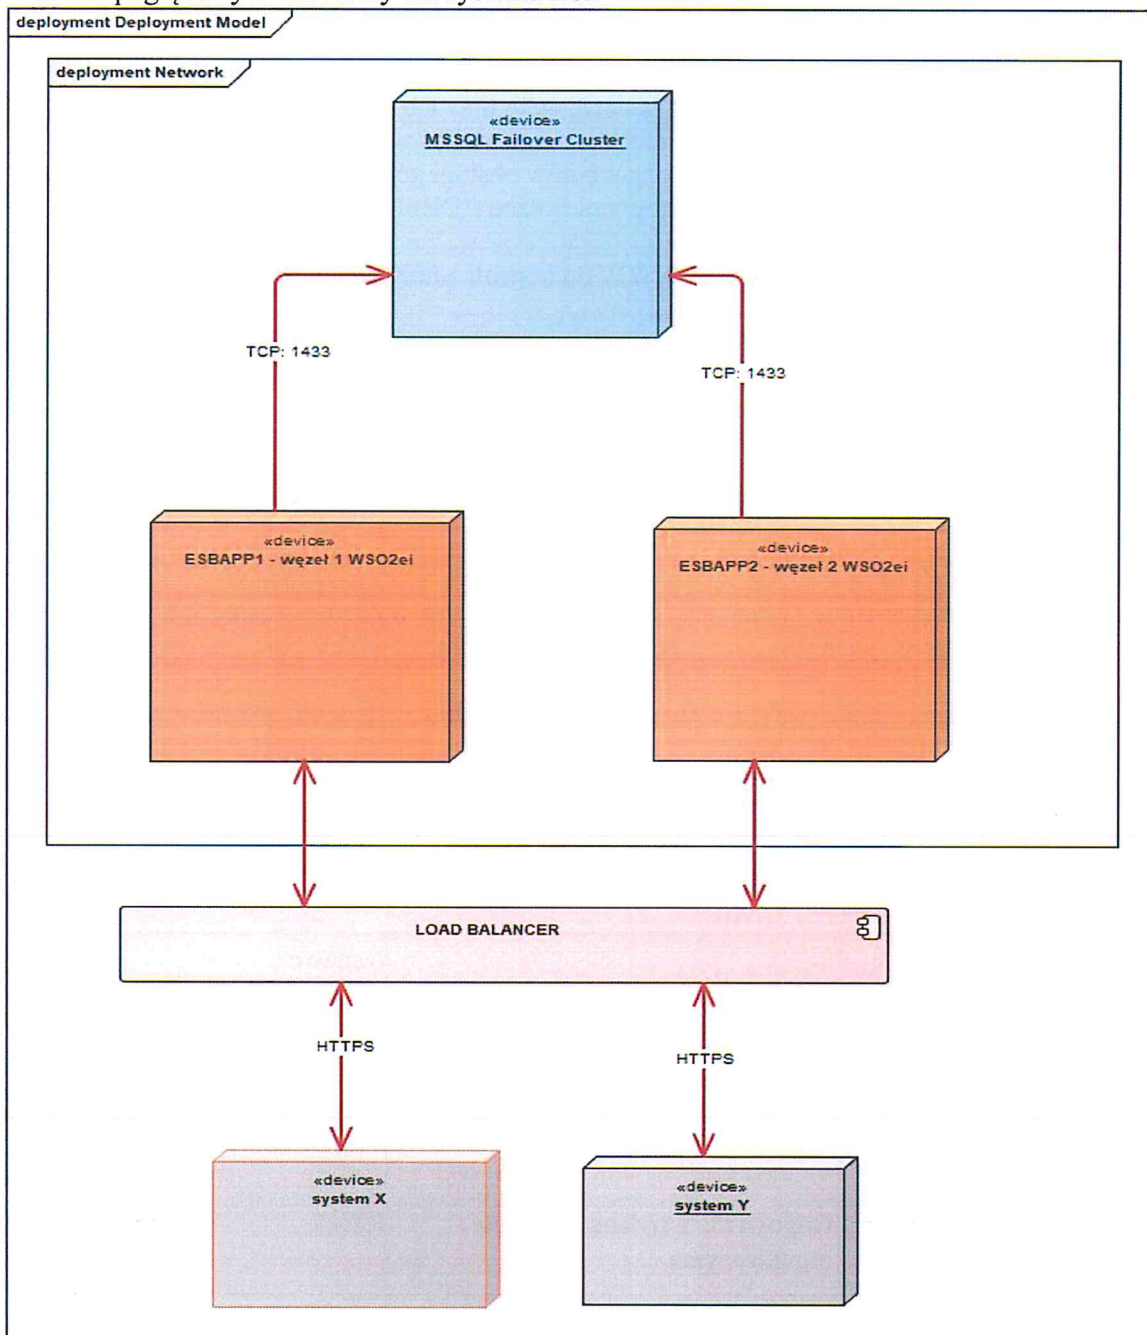 deployment Deployment Model
deployment Network
«device»
MSSQL Failover Cluster
TCP: 1433
TCP: 1433
«device»
ESBAPP1 - węzeł 1 WSO2ei
«device»
ESBAPP2 - węzeł 2 WSO2ei
LOAD BALANCER
HTTPS
HTTPS
«device»
system X
«device»
system Y